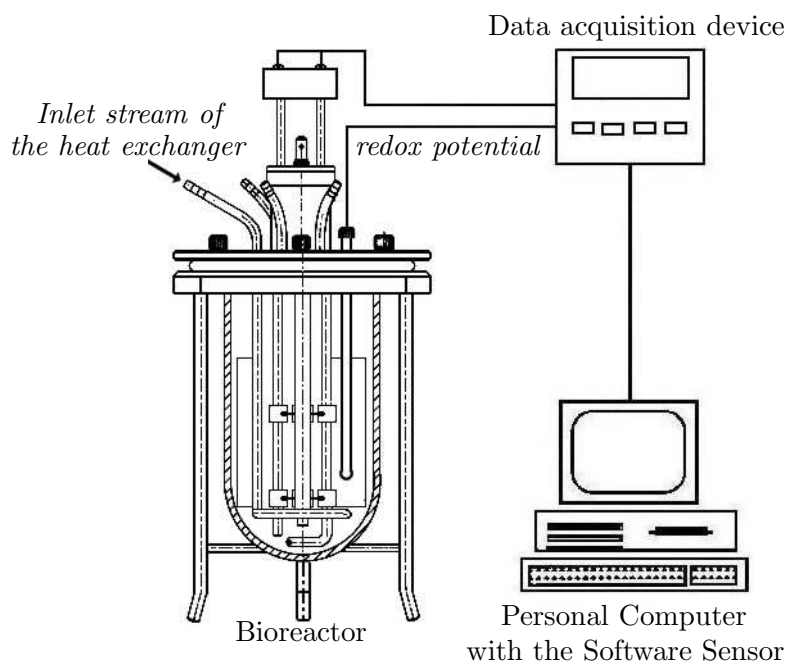 Data acquisition device
Inlet stream of
the heat exchanger
redox potential
Bioreactor
Personal Computer
with the Software Sensor